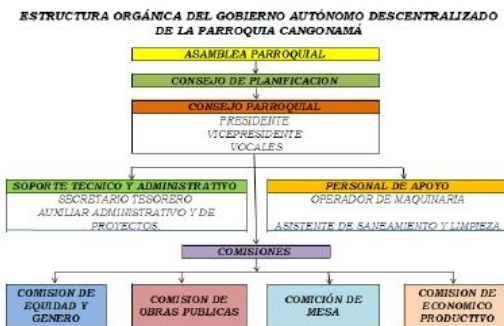 ESTRUCTURA ORGÁNICA DEL GOBIERNO AUTÓNOMO DESCENTRALIZADO
DE LA PARROQUIA CANGONAMÁ
ASAMBLEA PARROQUIAL
CONSEJO DE PLANIFICACION
CONSEJO PARROQUIAL
PRESIDENTE
VICEPRESIDENTE
VOCALES
SOPORTE TECNICO Y ADMINISTRATIVO
SECRETARIO TESORERO
AUXILIAR ADMINISTRATIVO Y DE
PROYECTOS.
PERSONAL DE APOYO
OPERADOR DE MAQUINARIA
ASISTENTE DE SANEAMIENTO Y LIMPIEZA
COMISIONES
COMISION DE
EQUIDAD Y
GENERO
COMISION DE
OBRAS PUBLICAS
COMICIÓN DE
MESA
COMISION DE
ECONOMICO
PRODUCTIVO